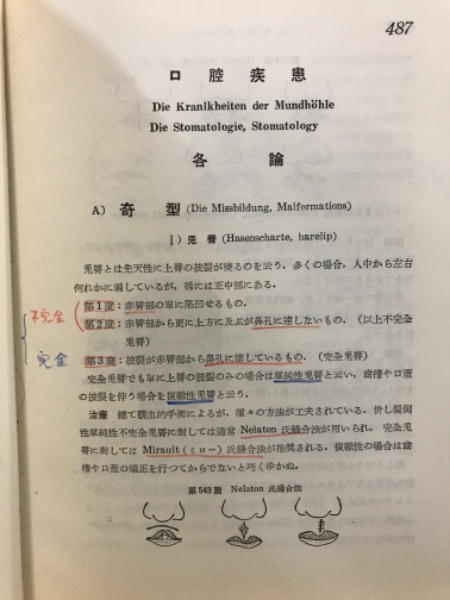 487
口腔疾患
Die Kranlkheiten der Mundhöhle
Die Stomatologie, Stomatology
各論
A) 奇型 (Die Missbildung, Malformations)
I) 兎脣 (Hasenscharte, harelip)
兎脣とは先天性に上脣の披裂が残るのを云う。多くの場合,人中から左右
何れかに偏しているが,稀には正中部にある。
不完全
第1度:赤脣部の単に陥凹せるもの。
第2度:赤脣部から更に上方に及ぶが鼻孔に達しないもの。(以上不完全
兎脣)
完全
第3度:披裂が赤脣部から鼻孔に達しているもの。(完全兎脣)
完全兎脣でも単に上脣の披裂のみの場合は単純性兎脣と云い,歯槽や口蓋
の披裂を伴う場合を複雑性兎脣と云う。
治療 総て観血的手術によるが,種々の方法が工夫されている。併し偏側
性単純性不完全兎脣に対しては通常 Nelaton 氏縫合法が用いられ,完全兎
脣に対しては Mirault (ミロー) 氏縫合法が推奨される。複雑性の場合は歯
槽や口蓋の矯正を行つてからでないと巧くゆかぬ。
第543図 Nelaton 氏縫合法